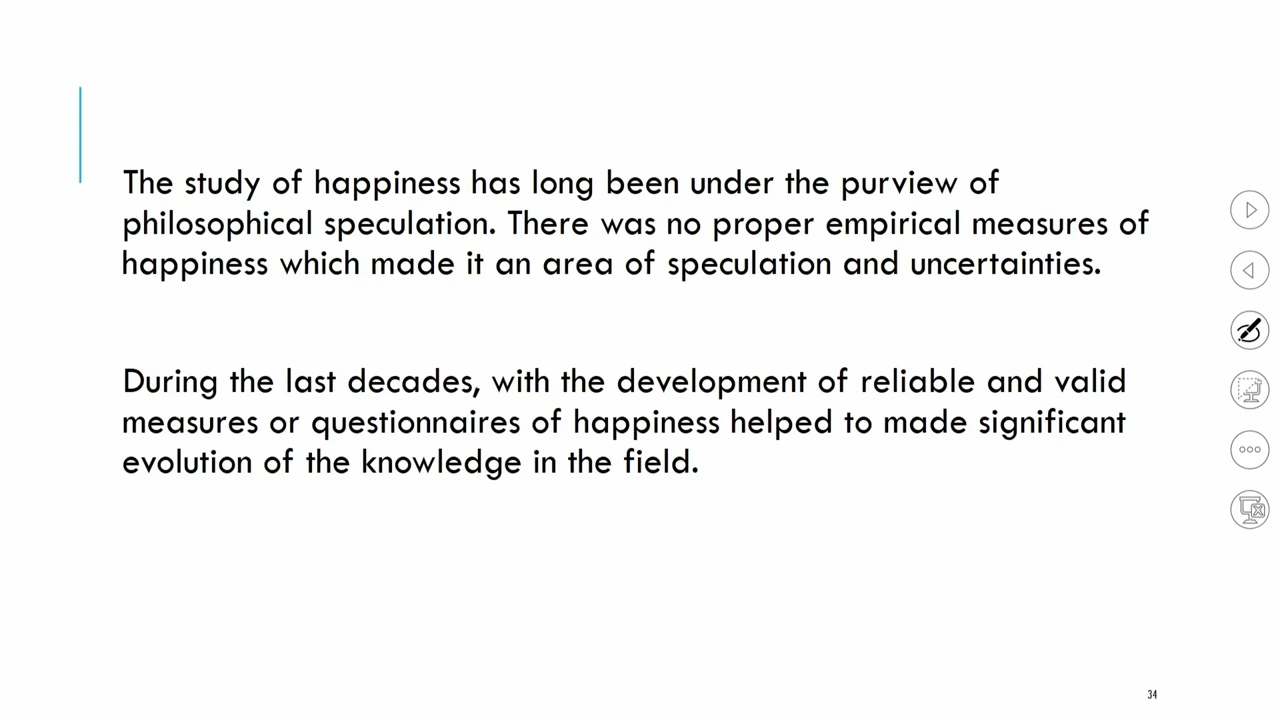 The study of happiness has long been under the purview of
philosophical speculation. There was no proper empirical measures of
happiness which made it an area of speculation and uncertainties.
During the last decades, with the development of reliable and valid
measures or questionnaires of happiness helped to made significant
evolution of the knowledge in the field.
34